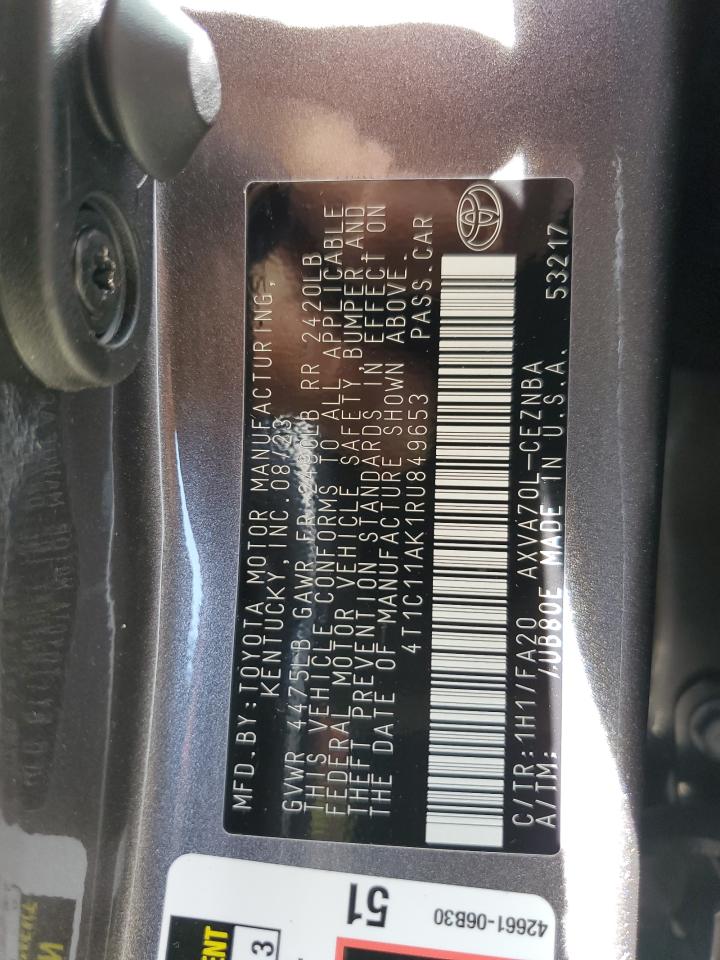 MFD.BY:TOYOTA MOTOR MANUFACTURING,
KENTUCKY,INC.08/23
GVWR 4475LB GAWR FR RR 2420LB
THIS VEHICLE CONFORMS TO ALL APPLICABLE
FEDERAL MOTOR VEHICLE SAFETY, BUMPER AND
THEFT PREVENTION STANDARDS IN EFFECT ON
THE DATE OF MANUFACTURE SHOWN ABOVE.
4T1C11AK1RU849653 PASS.CAR
C/TR:1H1/FA20 AXVA70L-CEZNBA
A/TM: /UB80E MADE IN U.S.A. 53217
51
42661-06B30
ENT
3